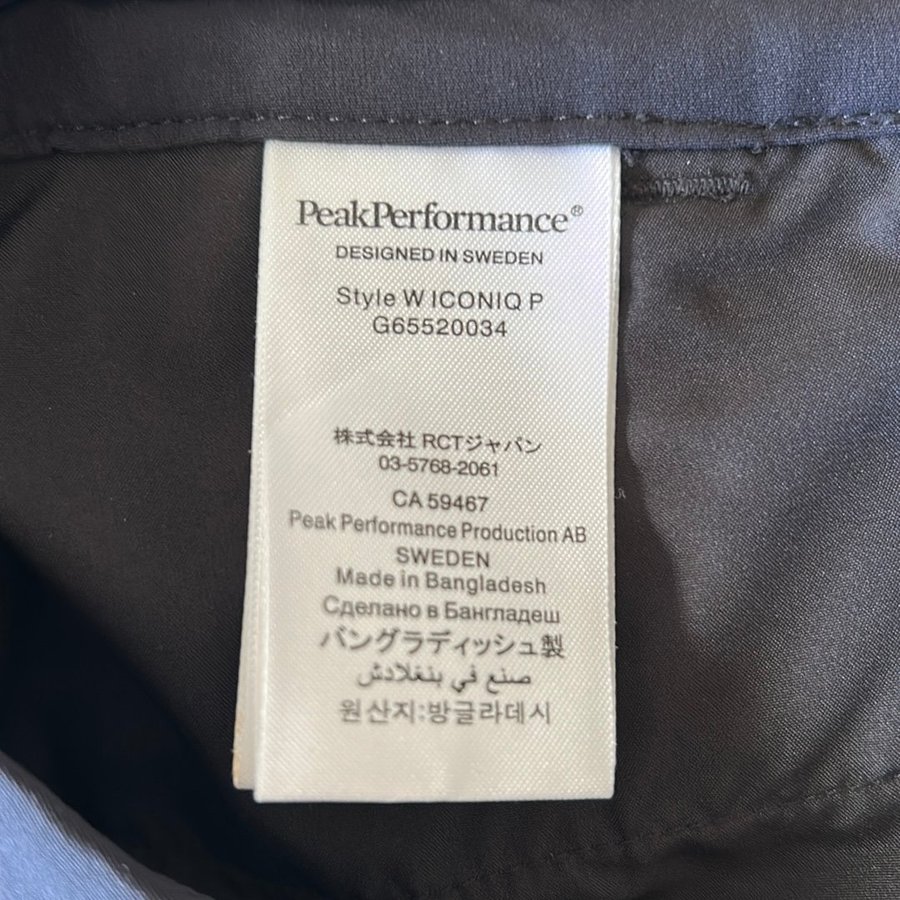 PeakPerformance®
DESIGNED IN SWEDEN
Style W ICONIQ P
G65520034
株式会社 RCTジャパン
03-5768-2061
CA 59467
Peak Performance Production AB
SWEDEN
Made in Bangladesh
Сделано в Бангладеш
バングラディッシュ製
صنع في بنغلادش
원산지:방글라데시